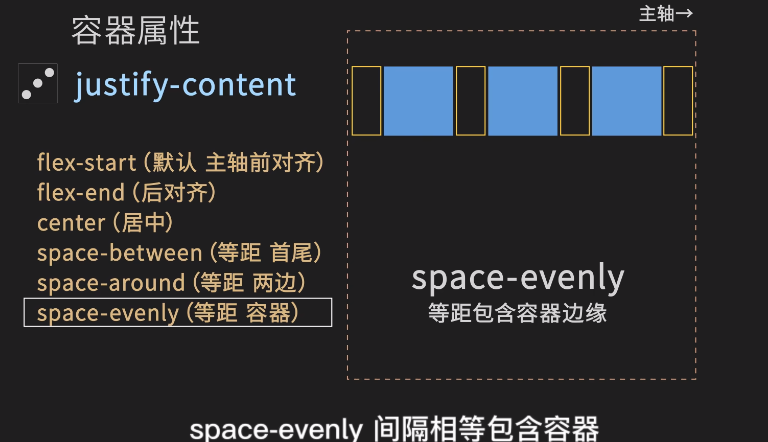 容器属性
主轴→
justify-content
flex-start (默认 主轴前对齐)
flex-end (后对齐)
center (居中)
space-between (等距 首尾)
space-around (等距 两边)
space-evenly (等距 容器)
space-evenly
等距包含容器边缘
space-evenly 间隔相等包含容器